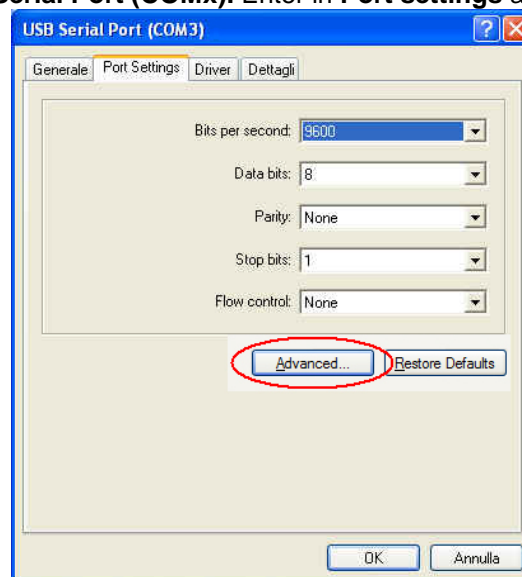 Serial Port (COMx). Enter in Port settings a
USB Serial Port (COM3)
Generale Port Settings Driver Dettagli
Bits per second: 9600
Data bits: 8
Parity: None
Stop bits: 1
Flow control: None
Advanced... Restore Defaults
OK Annulla